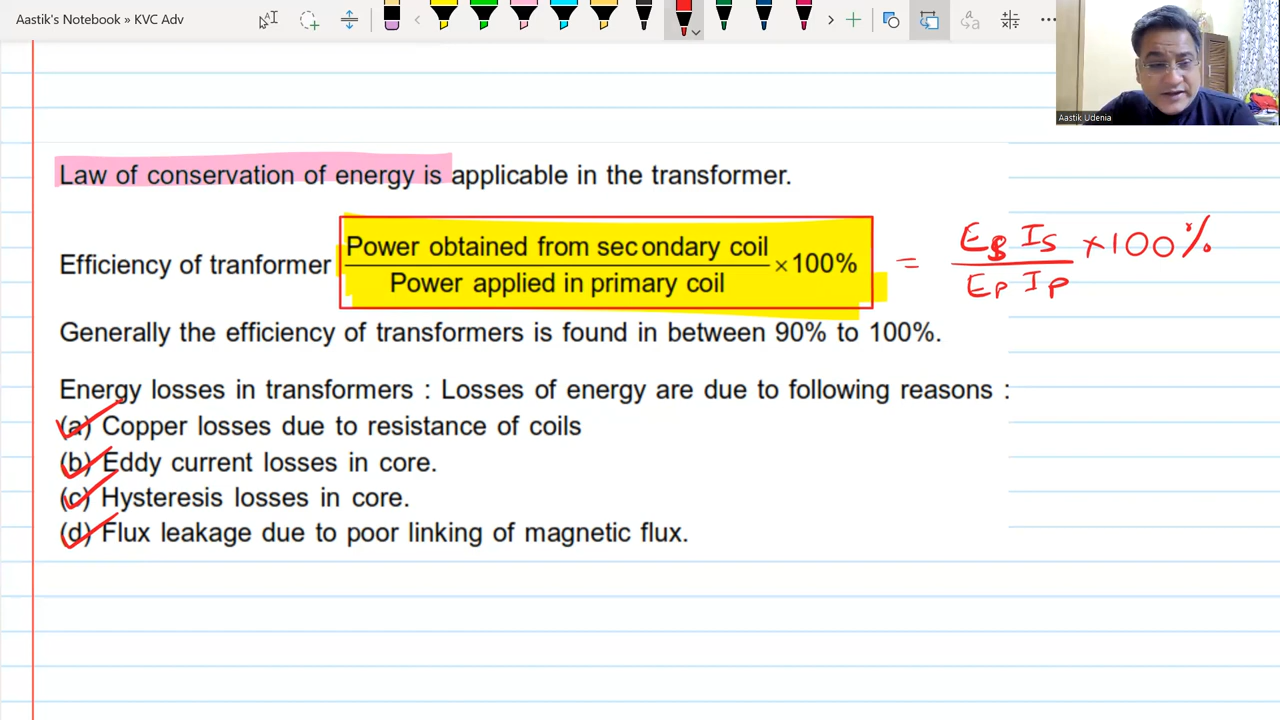 Aastik's Notebook » KVC Adv
Aastik Udenia
Law of conservation of energy is applicable in the transformer.
Efficiency of tranformer Power obtained from secondary coil / Power applied in primary coil ×100% = Es Is / Ep Ip ×100%
Generally the efficiency of transformers is found in between 90% to 100%.
Energy losses in transformers : Losses of energy are due to following reasons :
(a) Copper losses due to resistance of coils
(b) Eddy current losses in core.
(c) Hysteresis losses in core.
(d) Flux leakage due to poor linking of magnetic flux.